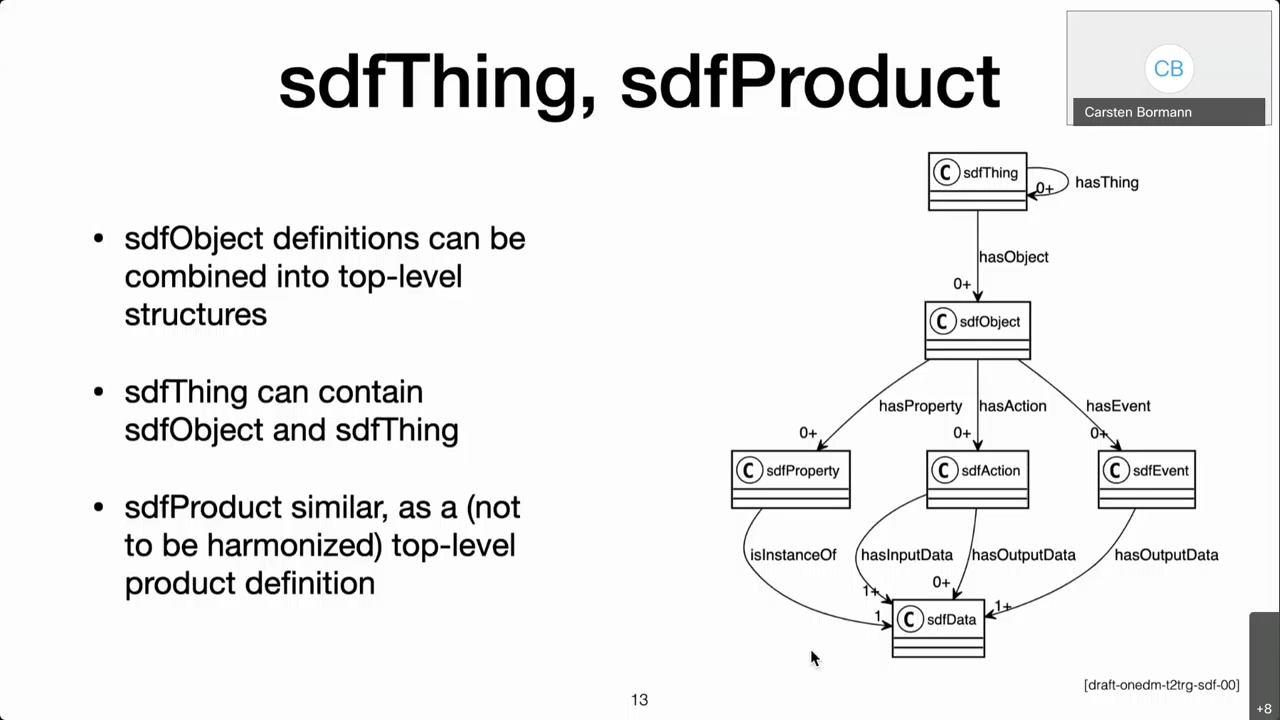 sdfThing, sdfProduct
CB
Carsten Bormann
• sdfObject definitions can be
combined into top-level
structures
• sdfThing can contain
sdfObject and sdfThing
• sdfProduct similar, as a (not
to be harmonized) top-level
product definition
C sdfThing
0+
hasThing
hasObject
0+
C sdfObject
hasProperty
hasAction
hasEvent
0+
0+
0+
C sdfProperty
C sdfAction
C sdfEvent
isInstanceOf
hasInputData
hasOutputData
hasOutputData
1
1+
0+
1+
C sdfData
[draft-onedm-t2trg-sdf-00]
13
+8